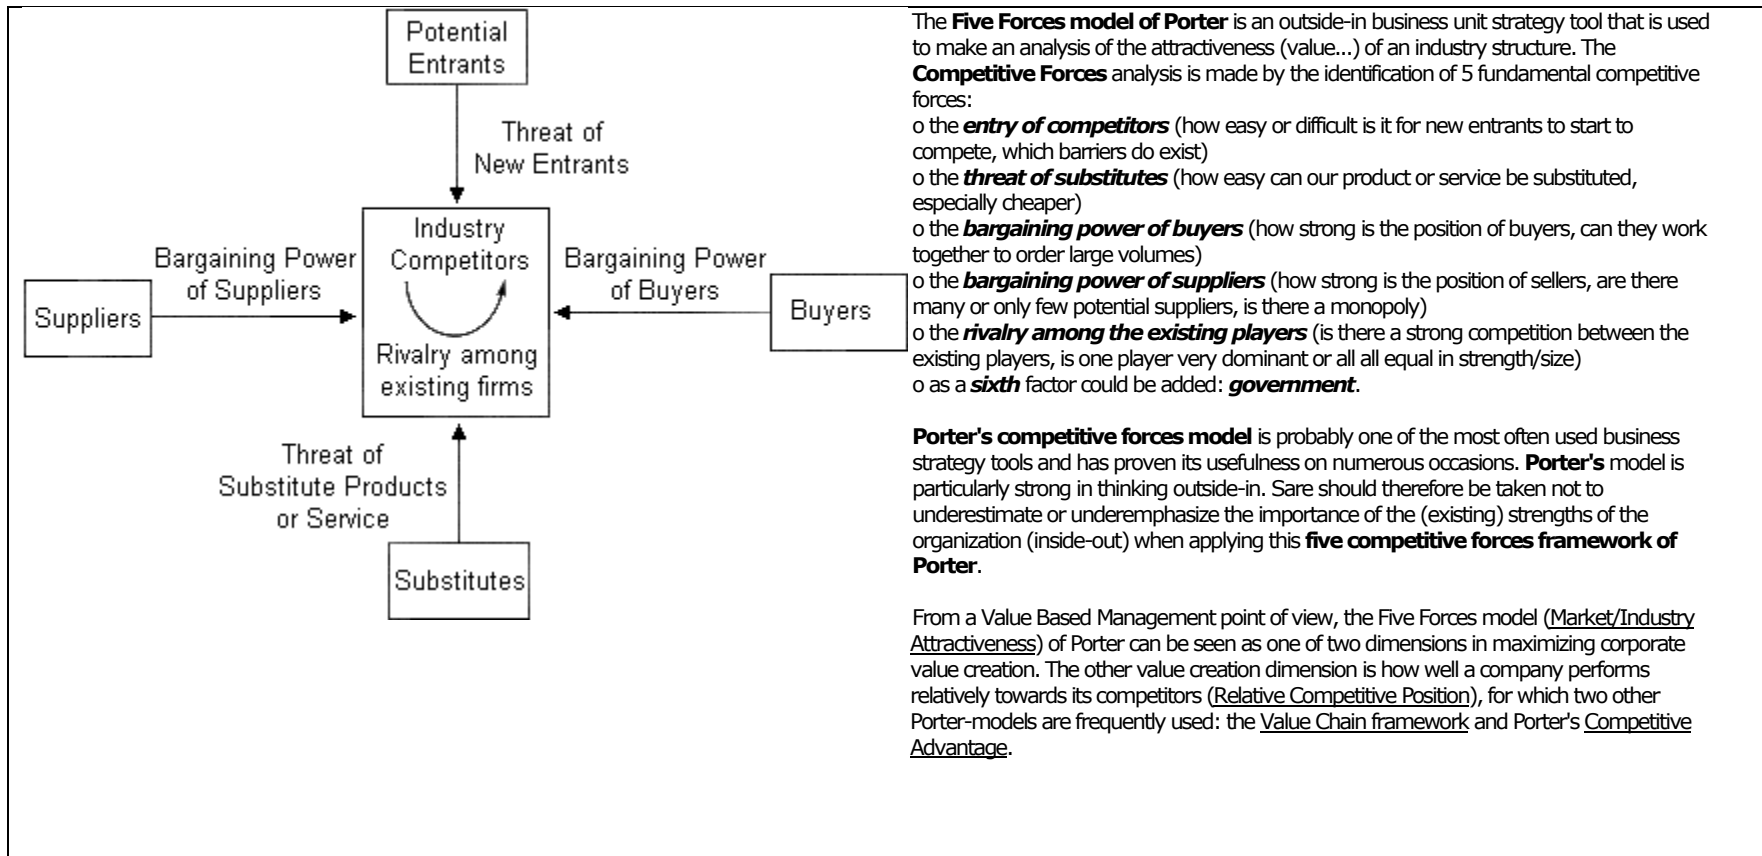 Potential
Entrants
Threat of
New Entrants
Industry
Competitors
Rivalry among
existing firms
Bargaining Power
of Suppliers
Suppliers
Bargaining Power
of Buyers
Buyers
Threat of
Substitute Products
or Service
Substitutes
The Five Forces model of Porter is an outside-in business unit strategy tool that is used
to make an analysis of the attractiveness (value...) of an industry structure. The
Competitive Forces analysis is made by the identification of 5 fundamental competitive
forces:
o the entry of competitors (how easy or difficult is it for new entrants to start to
compete, which barriers do exist)
o the threat of substitutes (how easy can our product or service be substituted,
especially cheaper)
o the bargaining power of buyers (how strong is the position of buyers, can they work
together to order large volumes)
o the bargaining power of suppliers (how strong is the position of sellers, are there
many or only few potential suppliers, is there a monopoly)
o the rivalry among the existing players (is there a strong competition between the
existing players, is one player very dominant or all all equal in strength/size)
o as a sixth factor could be added: government.
Porter's competitive forces model is probably one of the most often used business
strategy tools and has proven its usefulness on numerous occasions. Porter's model is
particularly strong in thinking outside-in. Sare should therefore be taken not to
underestimate or underemphasize the importance of the (existing) strengths of the
organization (inside-out) when applying this five competitive forces framework of
Porter.
From a Value Based Management point of view, the Five Forces model (Market/Industry
Attractiveness) of Porter can be seen as one of two dimensions in maximizing corporate
value creation. The other value creation dimension is how well a company performs
relatively towards its competitors (Relative Competitive Position), for which two other
Porter-models are frequently used: the Value Chain framework and Porter's Competitive
Advantage.